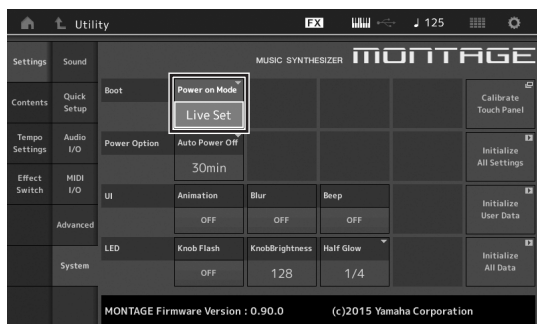 Utility
FX
125
Settings
Sound
MUSIC SYNTHESIZER MONTAGE
Contents
Quick
Setup
Boot
Power on Mode
Live Set
Calibrate
Touch Panel
Tempo
Settings
Audio
I/O
Power Option
Auto Power Off
30min
Initialize
All Settings
Effect
Switch
MIDI
I/O
UI
Animation
OFF
Blur
OFF
Beep
OFF
Initialize
User Data
Advanced
LED
Knob Flash
OFF
KnobBrightness
128
Half Glow
1/4
Initialize
All Data
System
MONTAGE Firmware Version : 0.90.0 (c)2015 Yamaha Corporation